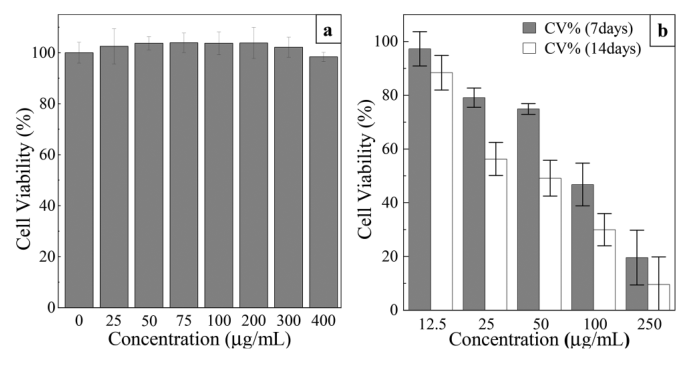 a
Cell Viability (%)
100
80
60
40
20
0
0 25 50 75 100 200 300 400
Concentration (µg/mL)
b
CV% (7days)
CV% (14days)
Cell Viability (%)
100
80
60
40
20
0
12.5 25 50 100 250
Concentration (µg/mL)